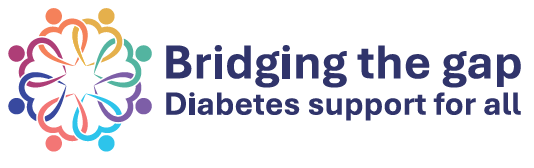 Bridging the gap
Diabetes support for all